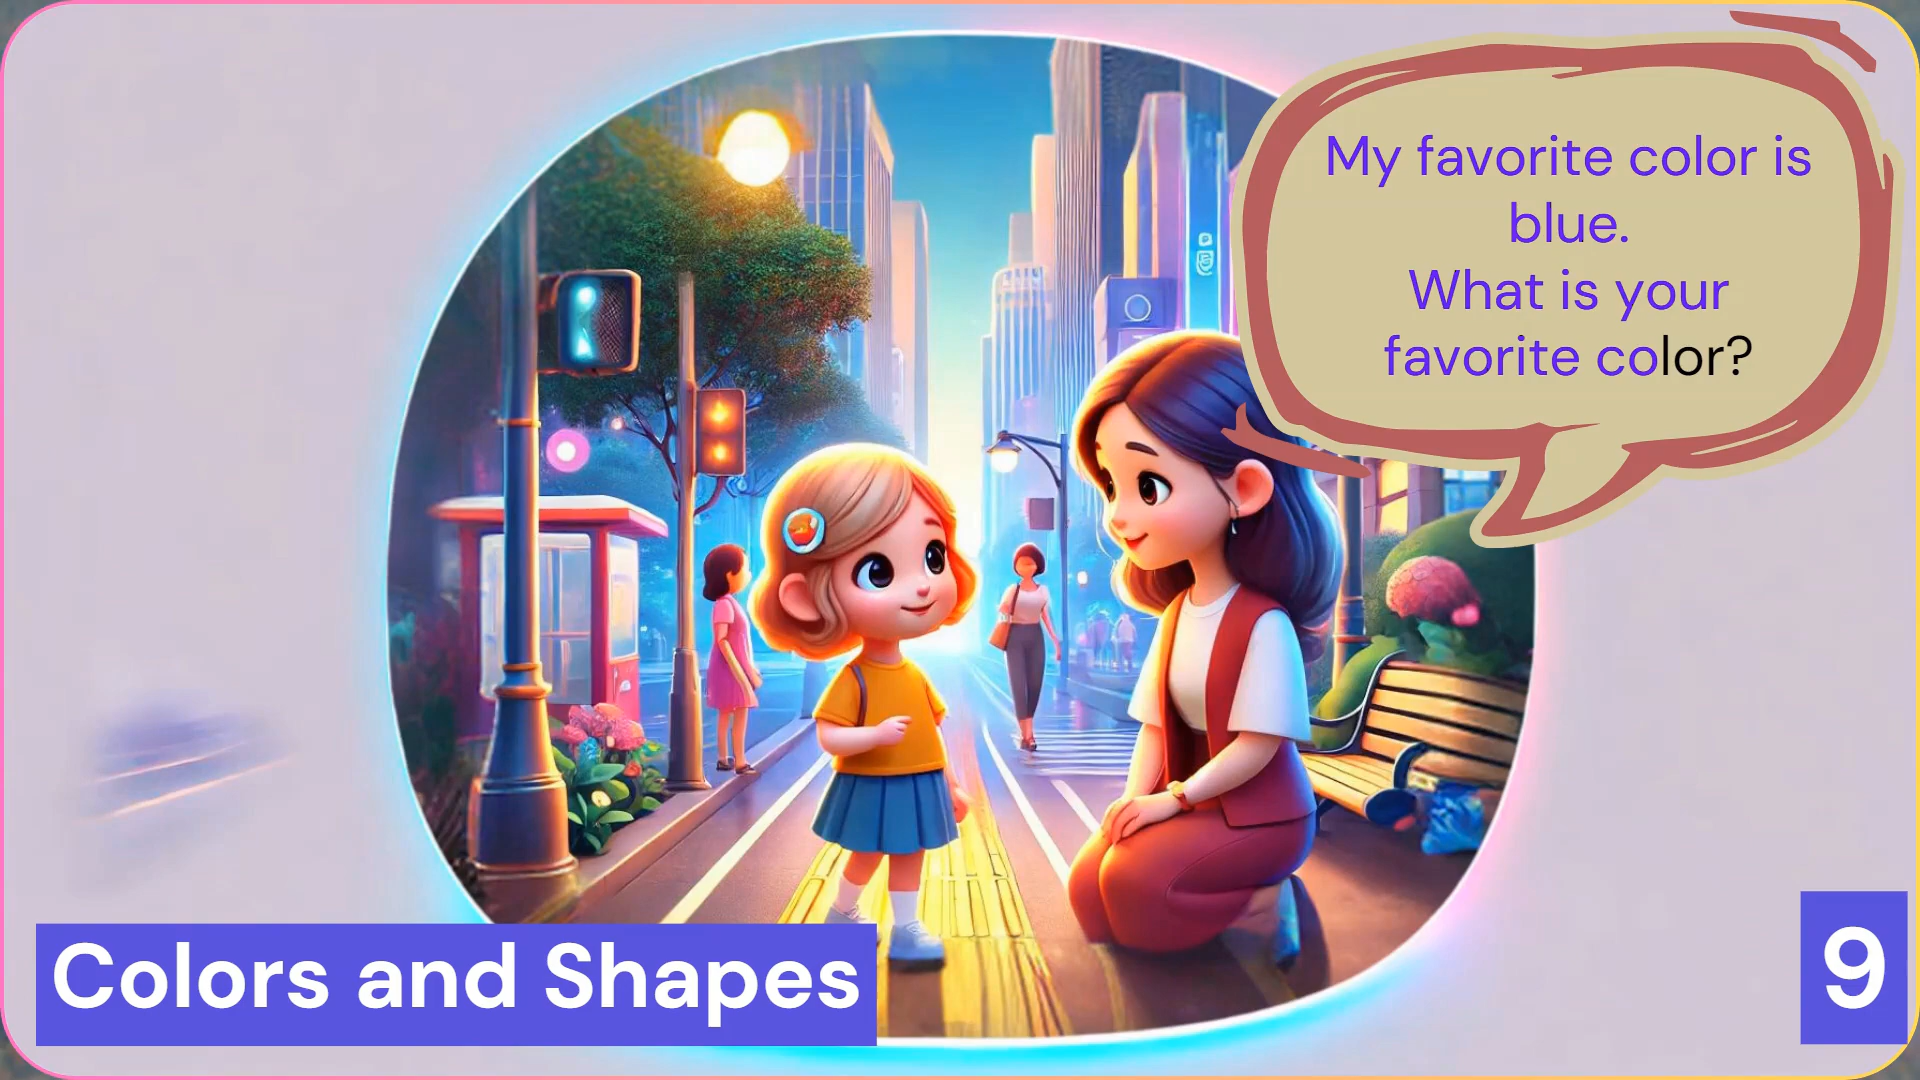 My favorite color is
blue.
What is your
favorite color?
Colors and Shapes
9